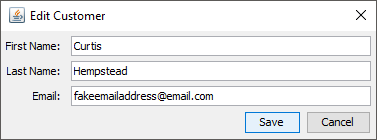 Edit Customer
First Name: Curtis
Last Name: Hempstead
Email: fakeemailaddress@email.com
Save Cancel